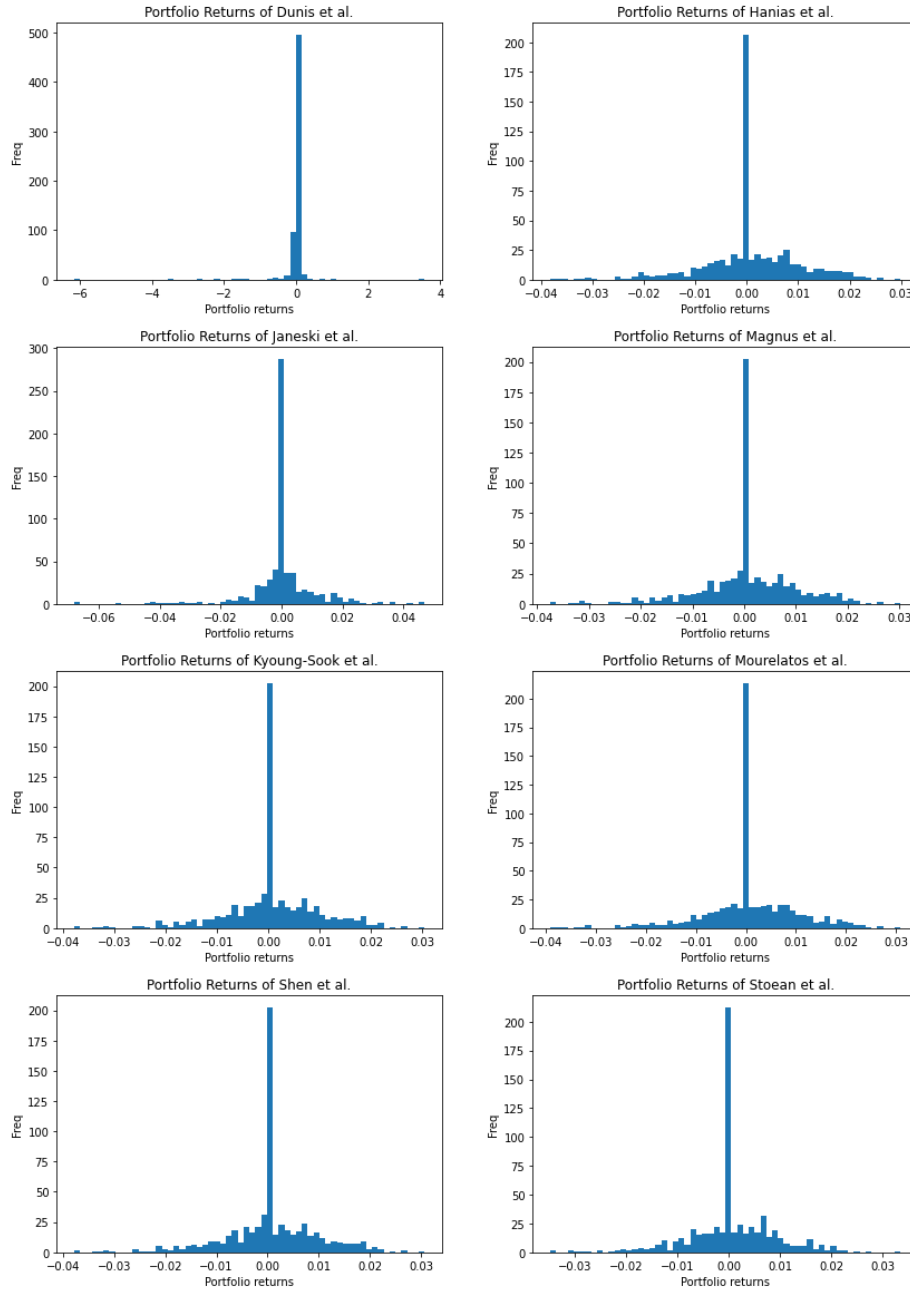 Portfolio Returns of Dunis et al.
500
400
300
200
100
0
Freq
−6 −4 −2 0 2 4
Portfolio returns
Portfolio Returns of Hanias et al.
200
175
150
125
100
75
50
25
0
Freq
−0.04 −0.03 −0.02 −0.01 0.00 0.01 0.02 0.03
Portfolio returns
Portfolio Returns of Janeski et al.
300
250
200
150
100
50
0
Freq
−0.06 −0.04 −0.02 0.00 0.02 0.04
Portfolio returns
Portfolio Returns of Magnus et al.
200
175
150
125
100
75
50
25
0
Freq
−0.04 −0.03 −0.02 −0.01 0.00 0.01 0.02 0.03
Portfolio returns
Portfolio Returns of Kyoung-Sook et al.
200
175
150
125
100
75
50
25
0
Freq
−0.04 −0.03 −0.02 −0.01 0.00 0.01 0.02 0.03
Portfolio returns
Portfolio Returns of Mourelatos et al.
200
175
150
125
100
75
50
25
0
Freq
−0.04 −0.03 −0.02 −0.01 0.00 0.01 0.02 0.03
Portfolio returns
Portfolio Returns of Shen et al.
200
175
150
125
100
75
50
25
0
Freq
−0.04 −0.03 −0.02 −0.01 0.00 0.01 0.02 0.03
Portfolio returns
Portfolio Returns of Stoean et al.
200
175
150
125
100
75
50
25
0
Freq
−0.03 −0.02 −0.01 0.00 0.01 0.02 0.03
Portfolio returns